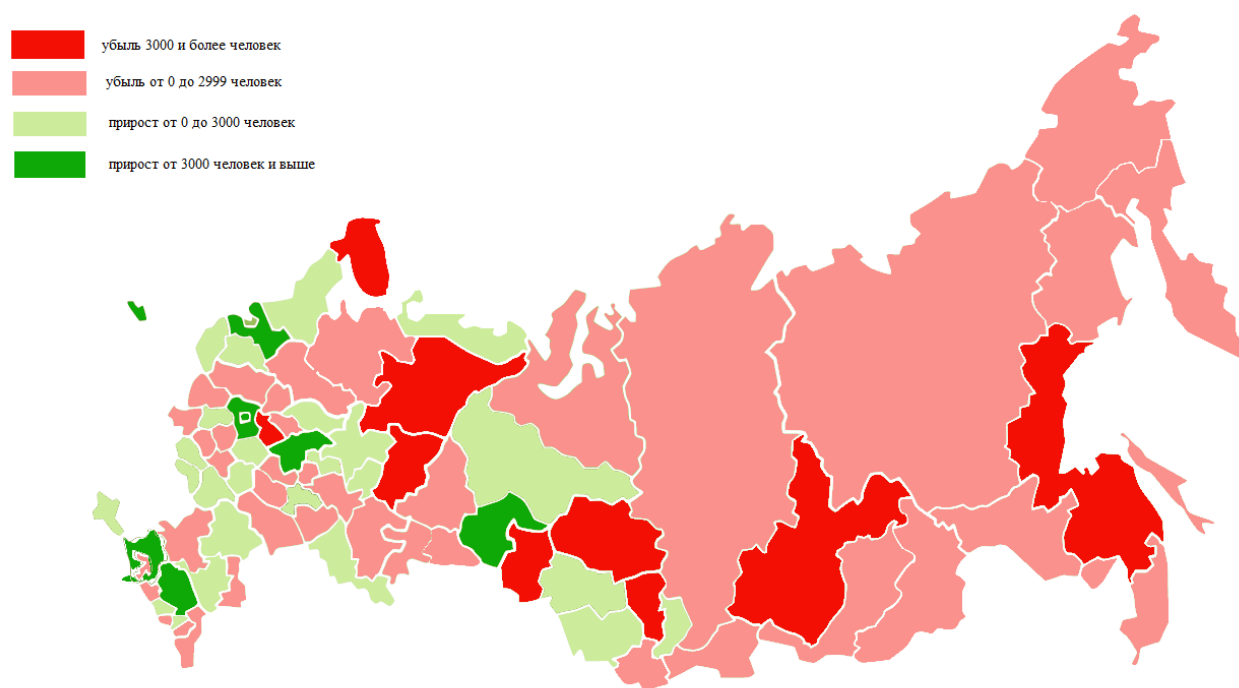 убыль 3000 и более человек
убыль от 0 до 2999 человек
прирост от 0 до 3000 человек
прирост от 3000 человек и выше